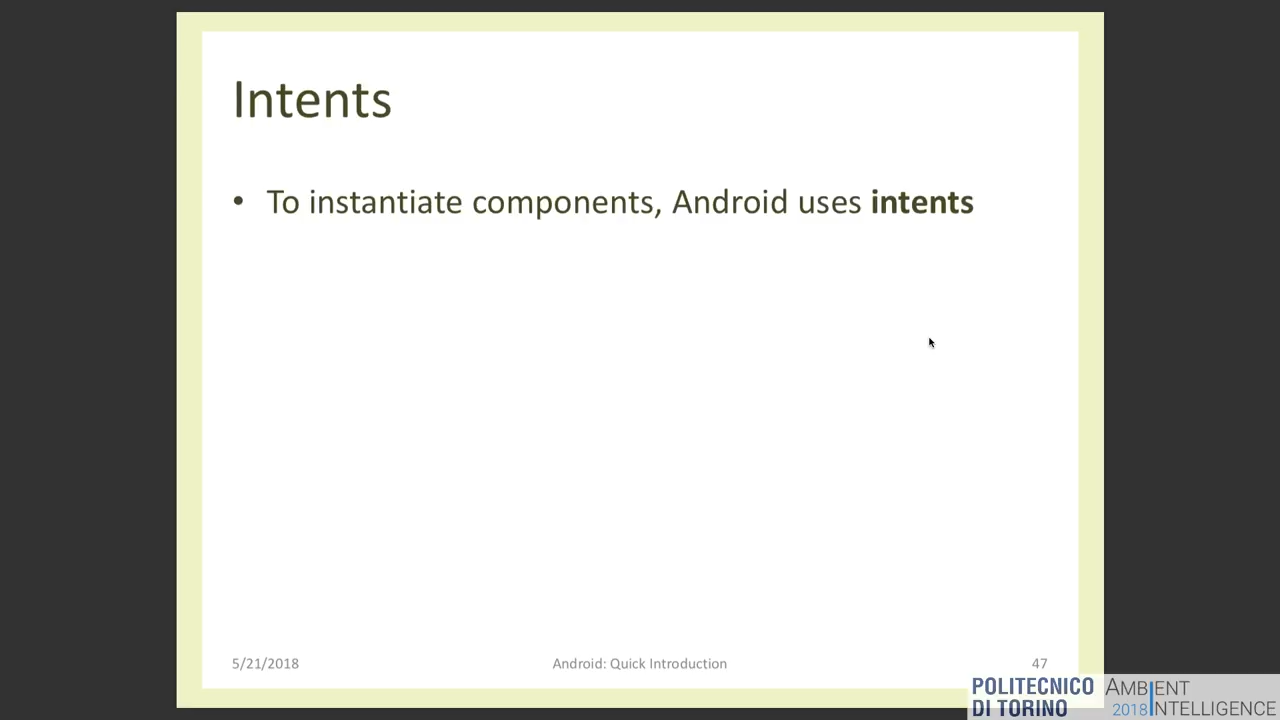 Intents
• To instantiate components, Android uses intents
5/21/2018 Android: Quick Introduction 47
POLITECNICO
DI TORINO
AMBIENT
2018 INTELLIGENCE